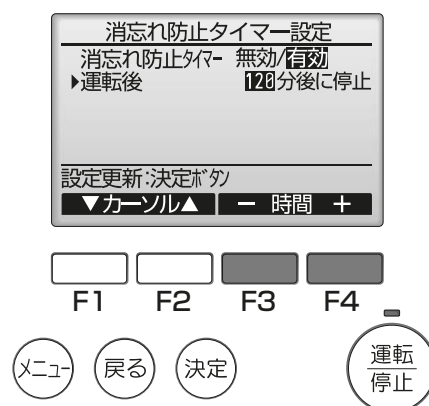 消忘れ防止タイマー設定
消忘れ防止ﾀｲﾏｰ 無効/有効
▶運転後 120分後に停止
設定更新:決定ﾎﾞﾀﾝ
▼カーソル▲ － 時間 ＋
F1 F2 F3 F4
メニュー 戻る 決定 運転
停止